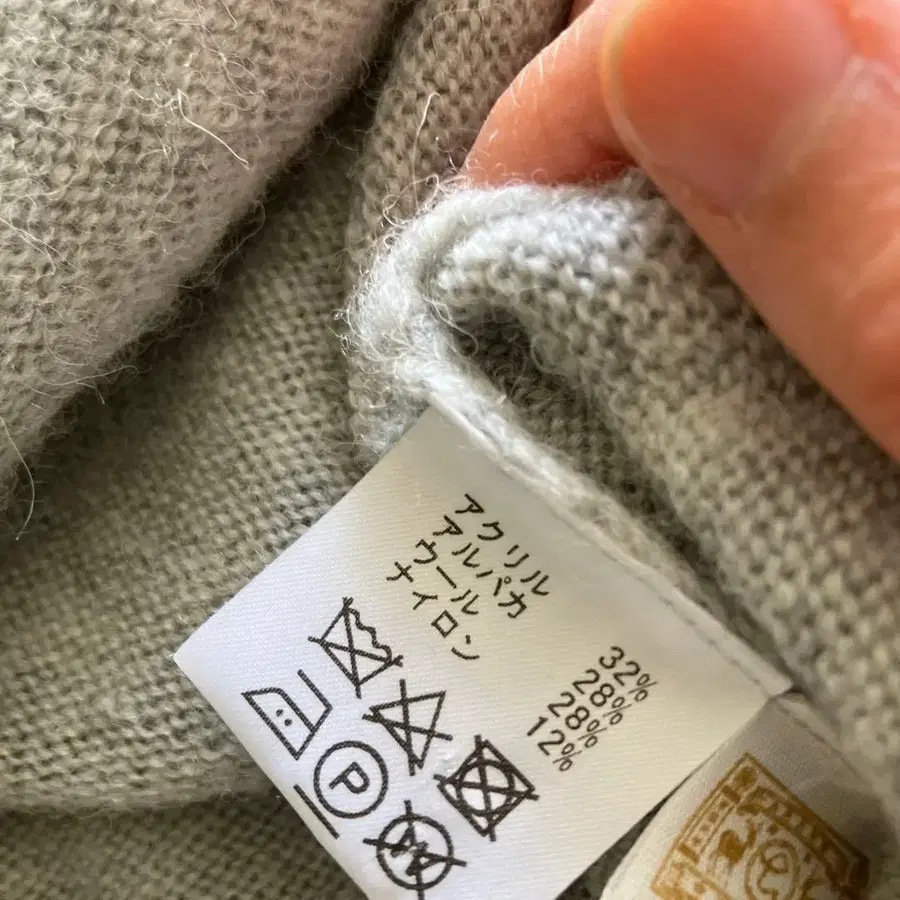 アクリル 32%
アルパカ 28%
ウール 28%
ナイロン 12%
P
W